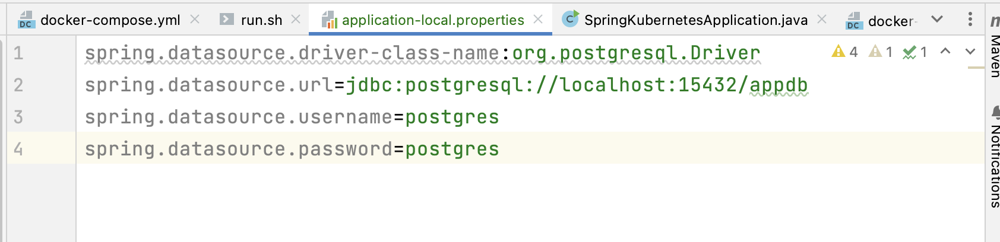 docker-compose.yml
run.sh
application-local.properties
SpringKubernetesApplication.java
docker-
1 spring.datasource.driver-class-name:org.postgresql.Driver
4 1 1
2 spring.datasource.url=jdbc:postgresql://localhost:15432/appdb
3 spring.datasource.username=postgres
4 spring.datasource.password=postgres
Maven
Notifications
DC
DC
C
m